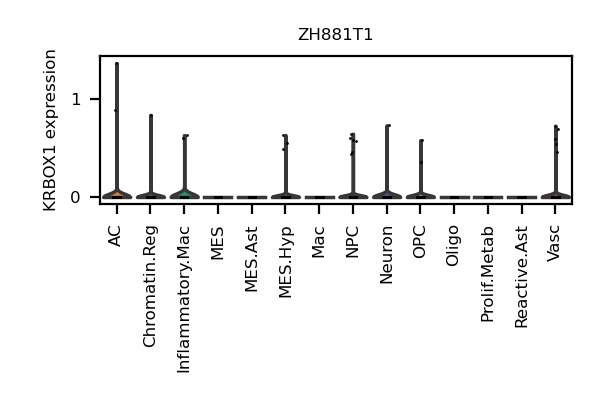 ZH881T1
KRBOX1 expression
1
0
AC
Chromatin.Reg
Inflammatory.Mac
MES
MES.Ast
MES.Hyp
Mac
NPC
Neuron
OPC
Oligo
Prolif.Metab
Reactive.Ast
Vasc